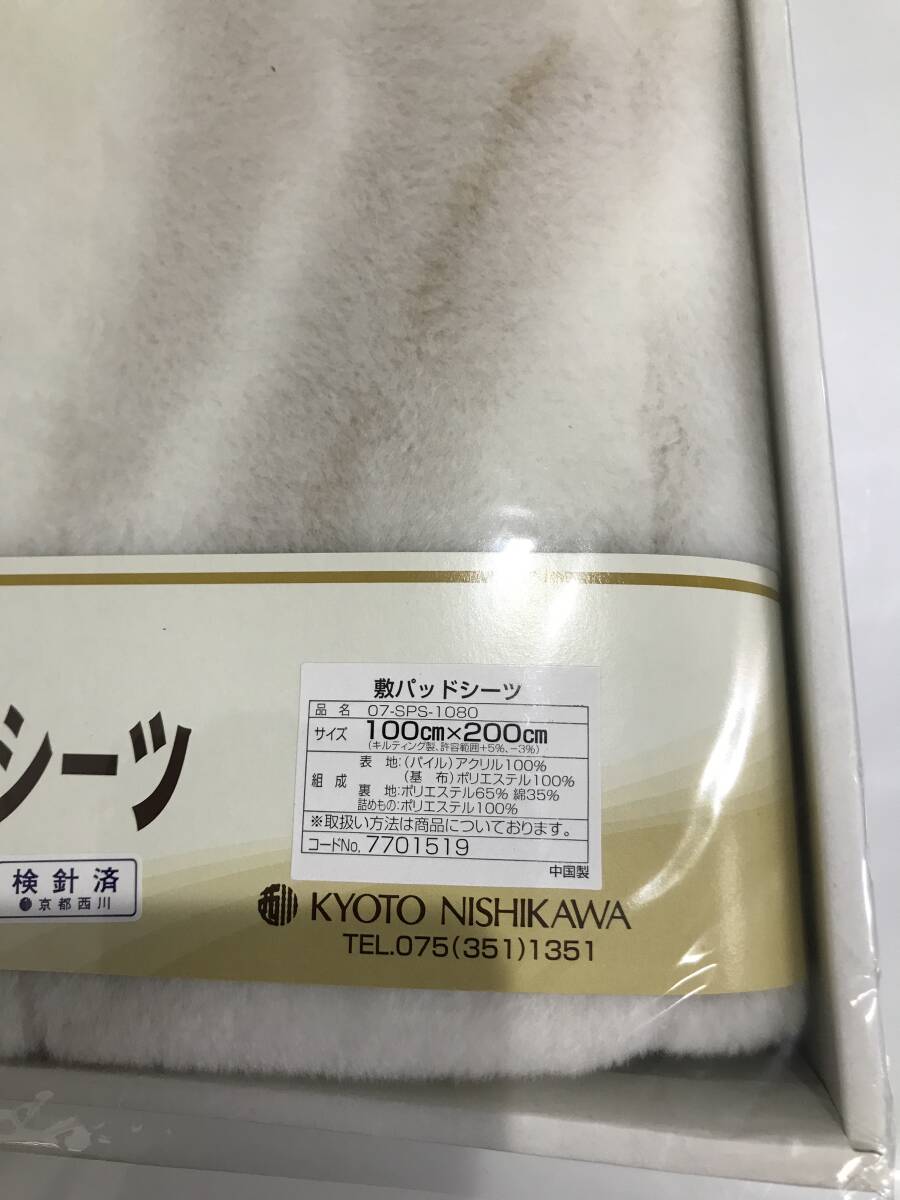 シーツ
検針済
京都西川
敷パッドシーツ
品名 07-SPS-1080
サイズ 100cm×200cm
(キルティング製、許容範囲+5%、-3%)
組成 表地:(パイル)アクリル100%
(基布)ポリエステル100%
裏地:ポリエステル65% 綿35%
詰めもの:ポリエステル100%
※取扱い方法は商品についております。
コードNo. 7701519
中国製
西川 KYOTO NISHIKAWA
TEL.075(351)1351